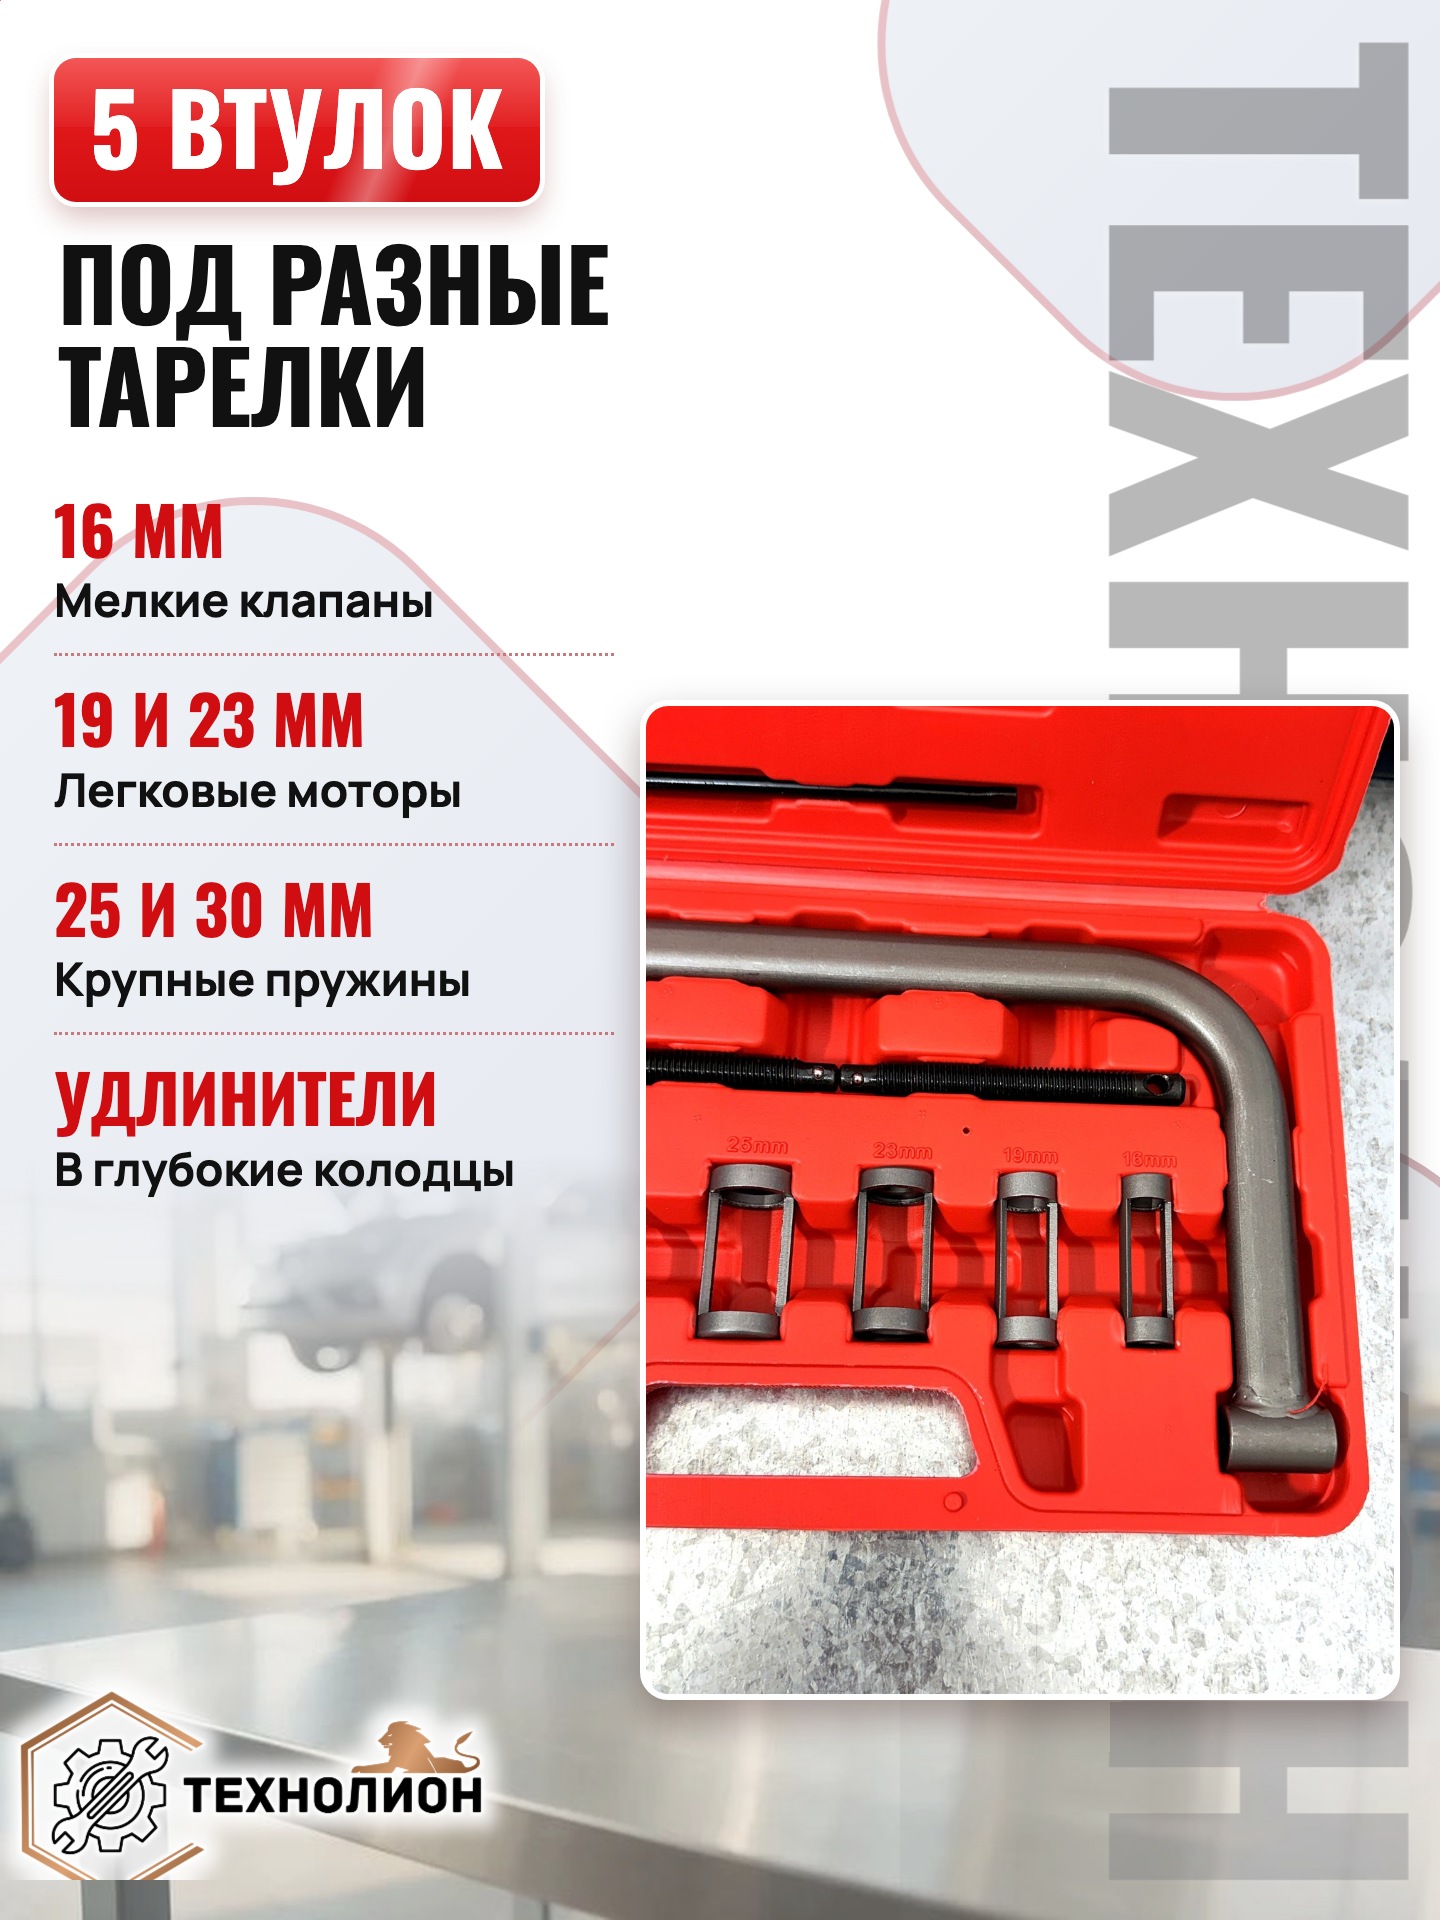 5 ВТУЛОК
ПОД РАЗНЫЕ
ТАРЕЛКИ
16 ММ
Мелкие клапаны
19 И 23 ММ
Легковые моторы
25 И 30 ММ
Крупные пружины
УДЛИНИТЕЛИ
В глубокие колодцы
25mm 23mm 19mm 16mm
ТЕХНОЛИОН
ТЕХНОЛИОН